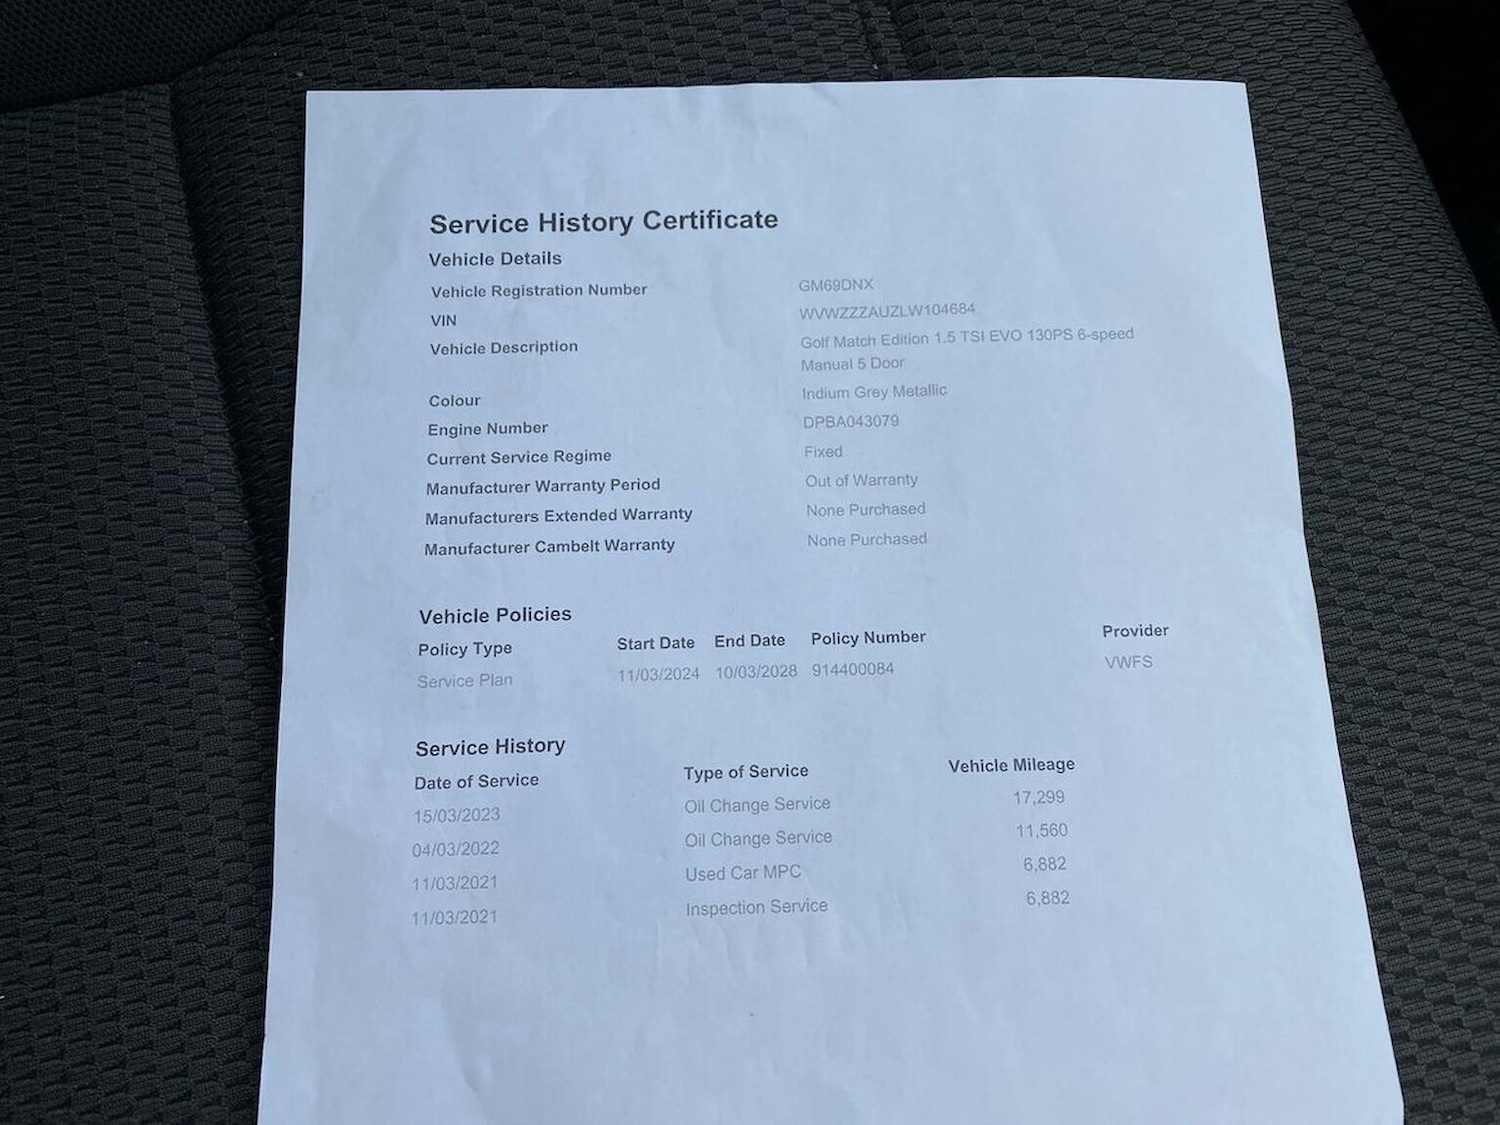 Service History Certificate
Vehicle Details
Vehicle Registration Number GM69DNX
VIN WVWZZZAUZLW104684
Vehicle Description Golf Match Edition 1.5 TSI EVO 130PS 6-speed
Manual 5 Door
Colour Indium Grey Metallic
Engine Number DPBA043079
Current Service Regime Fixed
Manufacturer Warranty Period Out of Warranty
Manufacturers Extended Warranty None Purchased
Manufacturer Cambelt Warranty None Purchased
Vehicle Policies
Policy Type Start Date End Date Policy Number Provider
Service Plan 11/03/2024 10/03/2028 914400084 VWFS
Service History
Date of Service Type of Service Vehicle Mileage
15/03/2023 Oil Change Service 17,299
04/03/2022 Oil Change Service 11,560
11/03/2021 Used Car MPC 6,882
11/03/2021 Inspection Service 6,882